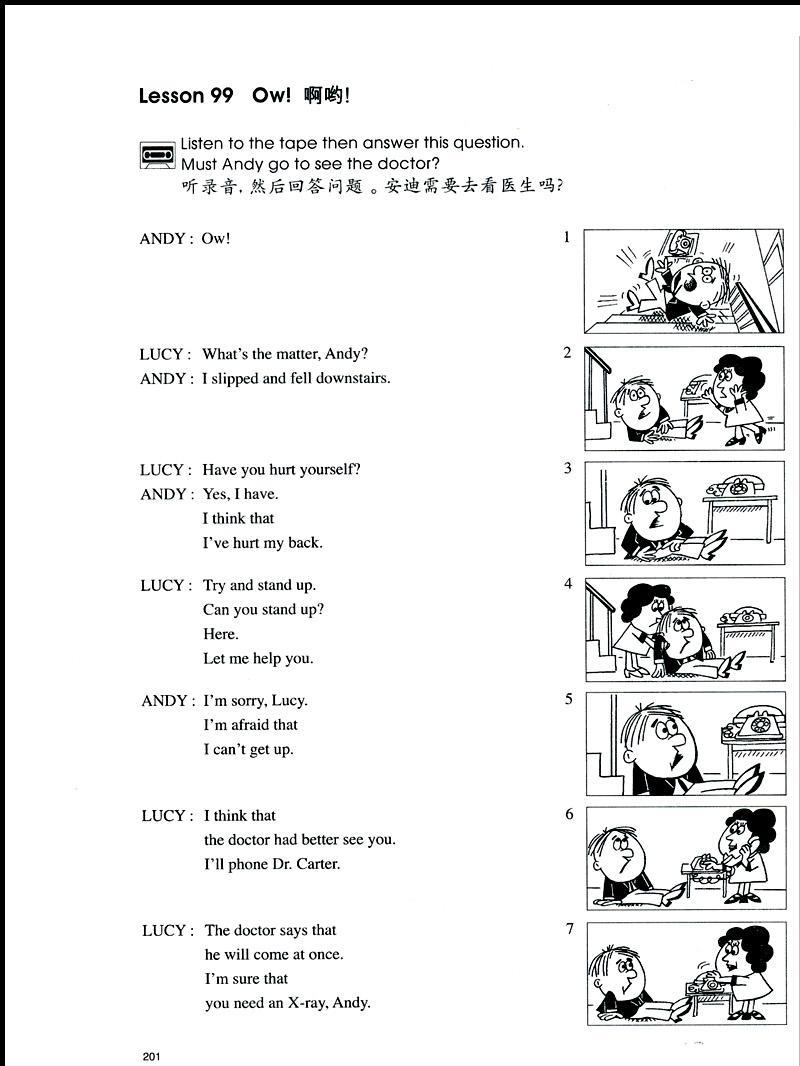 Lesson 99 Ow! 啊哟!
Listen to the tape then answer this question.
Must Andy go to see the doctor?
听录音, 然后回答问题。安迪需要去看医生吗?
ANDY : Ow!
1
LUCY : What's the matter, Andy?
2
ANDY : I slipped and fell downstairs.
LUCY : Have you hurt yourself?
3
ANDY : Yes, I have.
I think that
I've hurt my back.
LUCY : Try and stand up.
4
Can you stand up?
Here.
Let me help you.
ANDY : I'm sorry, Lucy.
5
I'm afraid that
I can't get up.
LUCY : I think that
6
the doctor had better see you.
I'll phone Dr. Carter.
LUCY : The doctor says that
7
he will come at once.
I'm sure that
you need an X-ray, Andy.
201